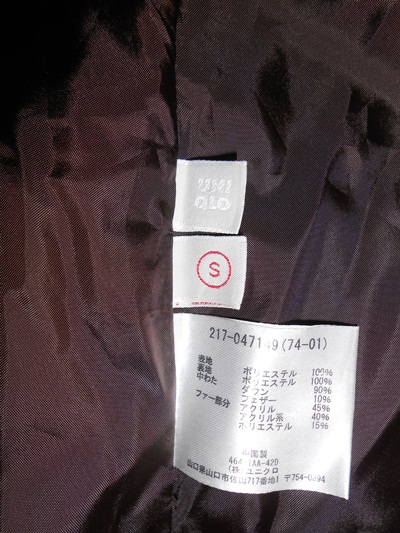 UNI
QLO
S
217-047149(74-01)
表地 ポリエステル 100%
裏地 ポリエステル 100%
中わた ダウン 90%
フェザー 10%
ファー部分 アクリル 45%
アクリル系 40%
ポリエステル 15%
中国製
(株)ユニクロ
山口県山口市佐山717番地1 〒754-0894